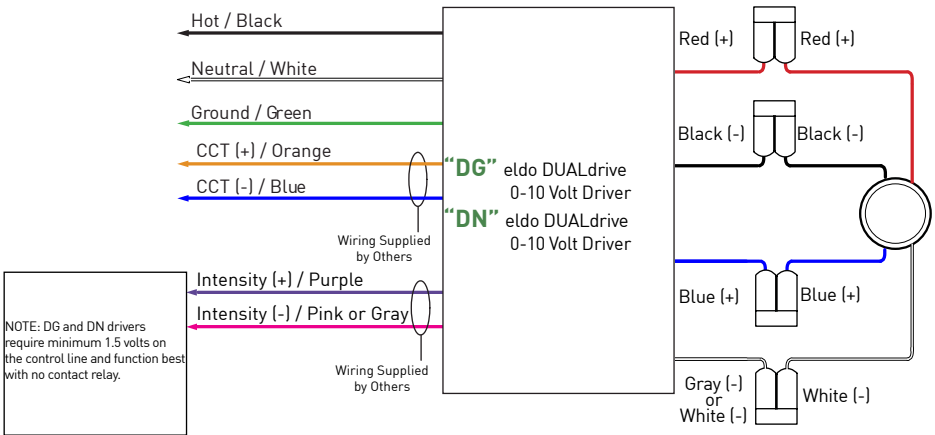 Hot / Black
Neutral / White
Ground / Green
CCT (+) / Orange
CCT (-) / Blue
Wiring Supplied
by Others
Intensity (+) / Purple
Intensity (-) / Pink or Gray
Wiring Supplied
by Others
NOTE: DG and DN drivers
require minimum 1.5 volts on
the control line and function best
with no contact relay.
“DG” eldo DUALdrive
0-10 Volt Driver
“DN” eldo DUALdrive
0-10 Volt Driver
Red (+)
Red (+)
Black (-)
Black (-)
Blue (+)
Blue (+)
Gray (-)
or
White (-)
White (-)